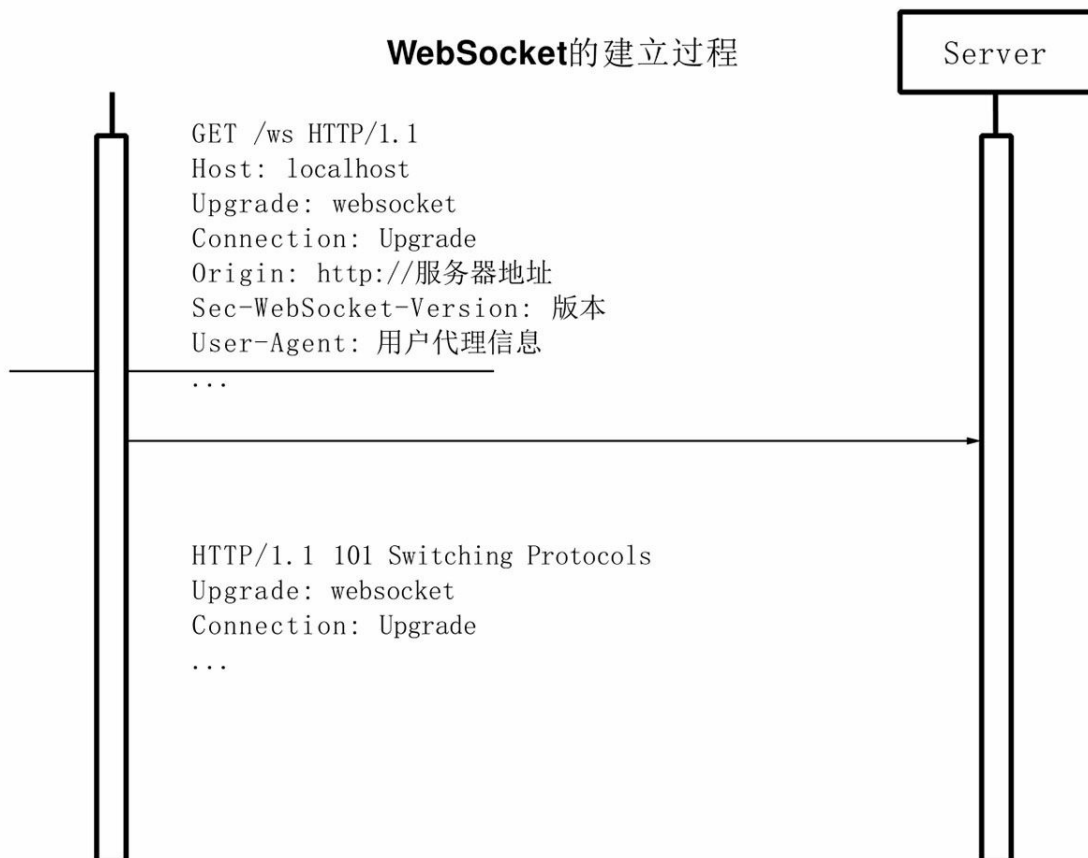 WebSocket的建立过程
Server
GET /ws HTTP/1.1
Host: localhost
Upgrade: websocket
Connection: Upgrade
Origin: http://服务器地址
Sec-WebSocket-Version: 版本
User-Agent: 用户代理信息
...
HTTP/1.1 101 Switching Protocols
Upgrade: websocket
Connection: Upgrade
...